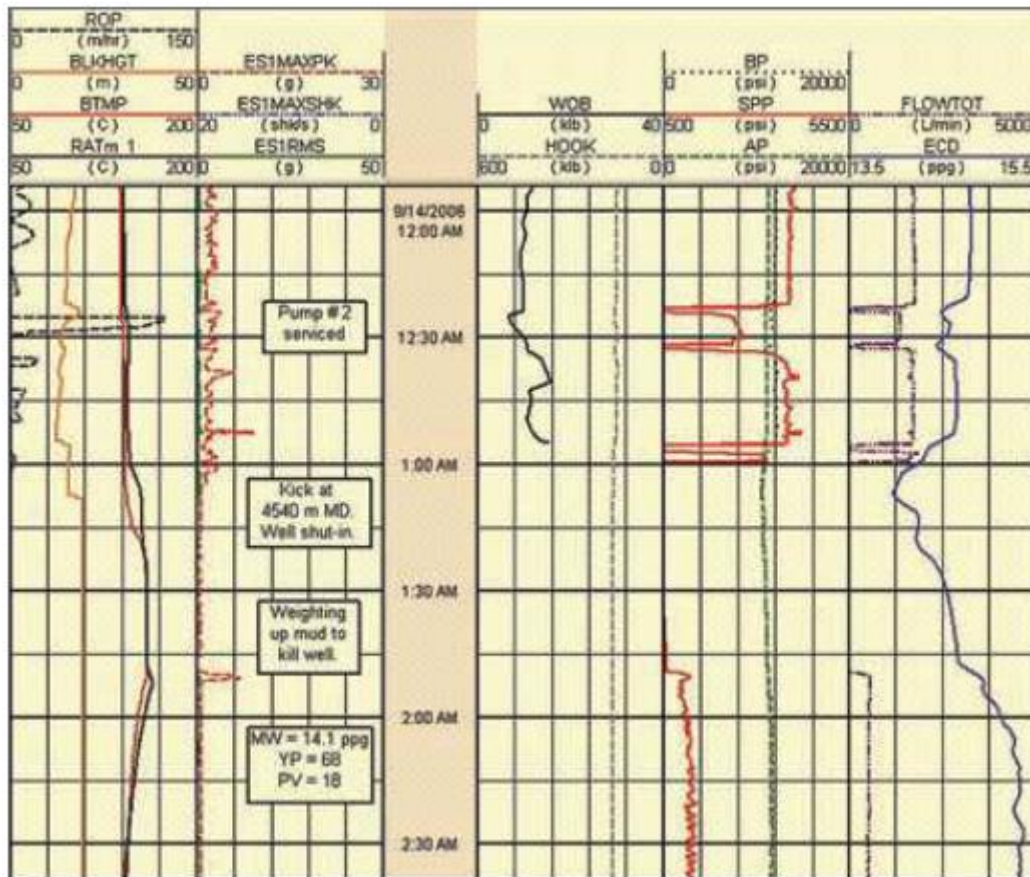 ROP
0 (m/hr) 150
BLKHGT ES1MAXPK BP
0 (m) 50 0 (g) 30 0 (psi) 20000
BTMP ES1MAXSHK WOB SPP FLOWTOT
50 (C) 200 20 (shk/s) 0 0 (klb) 40 500 (psi) 5500 0 (L/min) 5000
RATm 1 ES1RMS HOOK AP ECD
50 (C) 200 0 (g) 50 600 (klb) 0 0 (psi) 20000 13.5 (ppg) 15.5
9/14/2006
12:00 AM
Pump # 2
serviced
12:30 AM
1:00 AM
Kick at
4540 m MD.
Well shut-in.
1:30 AM
Weighting
up mud to
kill well.
2:00 AM
MW = 14.1 ppg
YP = 68
PV = 18
2:30 AM